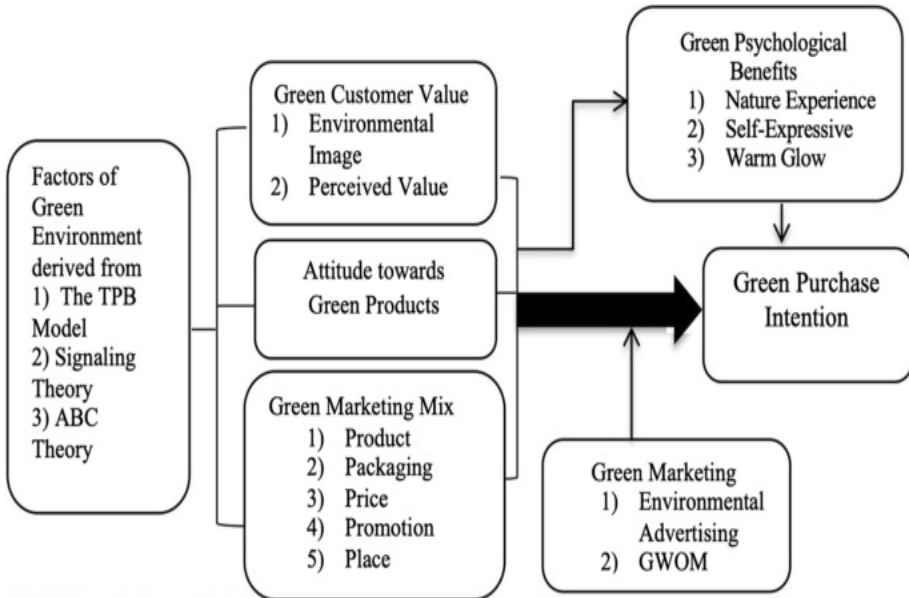 Factors of
Green
Environment
derived from
1) The TPB
Model
2) Signaling
Theory
3) ABC
Theory
Green Customer Value
1) Environmental
Image
2) Perceived Value
Attitude towards
Green Products
Green Marketing Mix
1) Product
2) Packaging
3) Price
4) Promotion
5) Place
Green Psychological
Benefits
1) Nature Experience
2) Self-Expressive
3) Warm Glow
Green Purchase
Intention
Green Marketing
1) Environmental
Advertising
2) GWOM